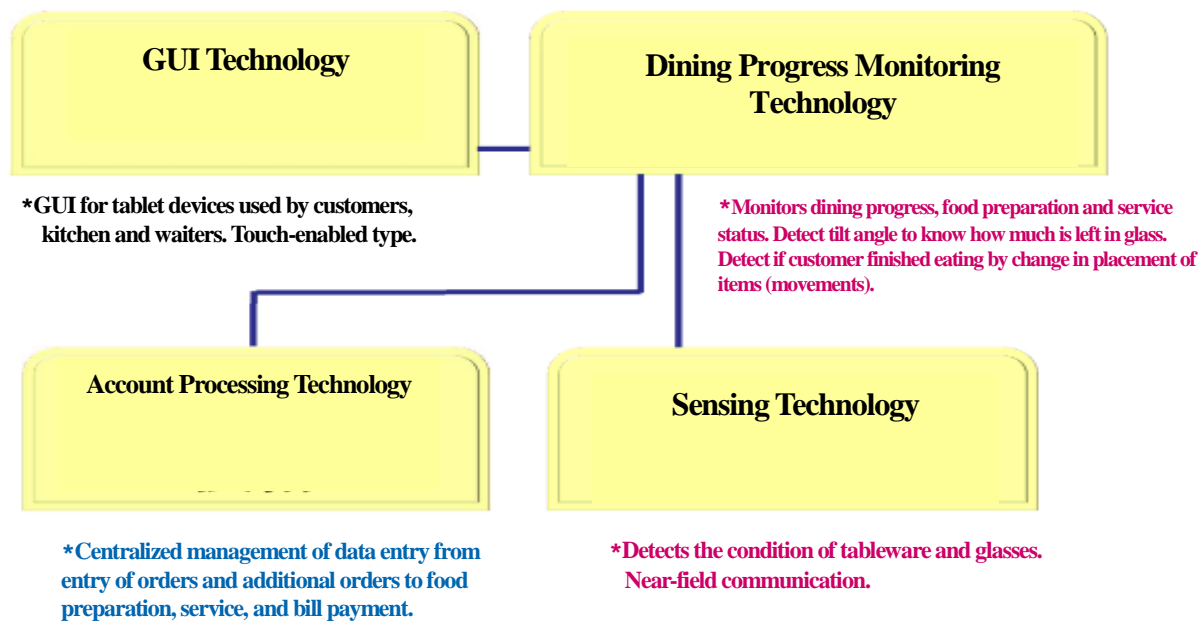 GUI Technology
Dining Progress Monitoring
Technology
*GUI for tablet devices used by customers,
kitchen and waiters. Touch-enabled type.
*Monitors dining progress, food preparation and service
status. Detect tilt angle to know how much is left in glass.
Detect if customer finished eating by change in placement of
items (movements).
Account Processing Technology
Sensing Technology
*Centralized management of data entry from
entry of orders and additional orders to food
preparation, service, and bill payment.
*Detects the condition of tableware and glasses.
Near-field communication.